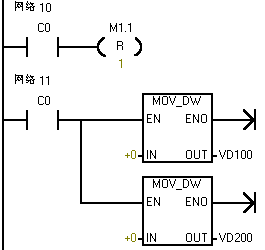 网络 10
C0
M1.1
R
1
网络 11
C0
MOV_DW
EN ENO
+0 IN OUT VD100
MOV_DW
EN ENO
+0 IN OUT VD200